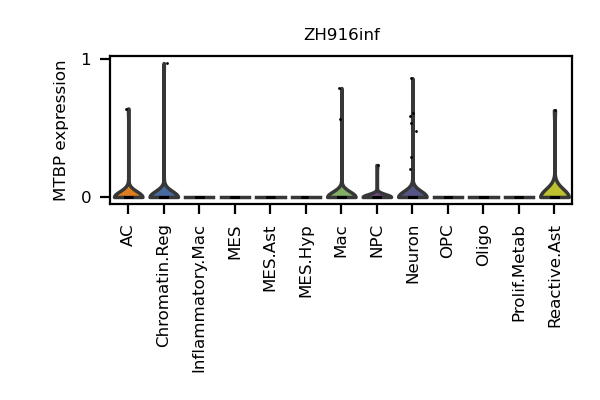 ZH916inf
MTBP expression
1
0
AC
Chromatin.Reg
Inflammatory.Mac
MES
MES.Ast
MES.Hyp
Mac
NPC
Neuron
OPC
Oligo
Prolif.Metab
Reactive.Ast